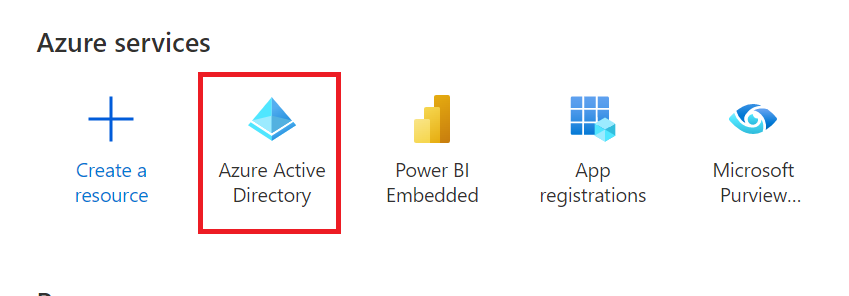 Azure services
Create a
resource
Azure Active
Directory
Power BI
Embedded
App
registrations
Microsoft
Purview...